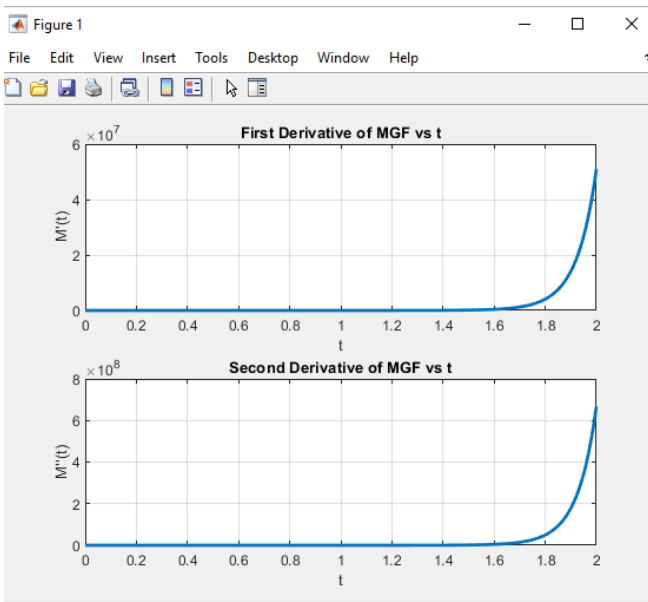 Figure 1
File Edit View Insert Tools Desktop Window Help
First Derivative of MGF vs t
×10^7
6
4
2
0
M'(t)
0 0.2 0.4 0.6 0.8 1 1.2 1.4 1.6 1.8 2
t
Second Derivative of MGF vs t
×10^8
8
6
4
2
0
M''(t)
0 0.2 0.4 0.6 0.8 1 1.2 1.4 1.6 1.8 2
t